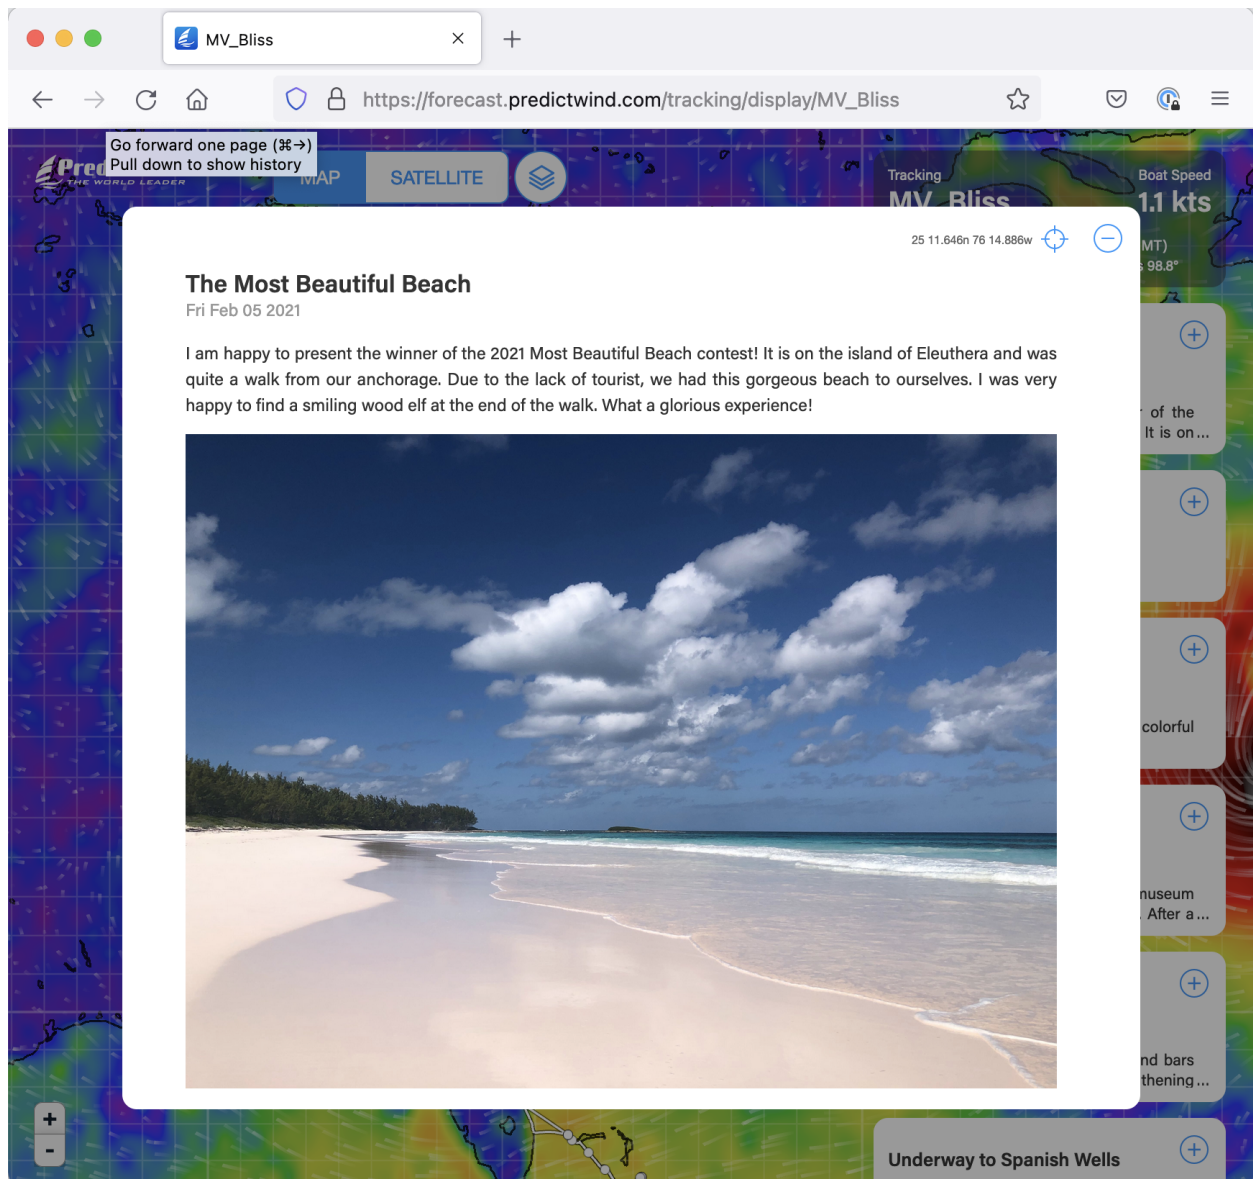 MV_Bliss
https://forecast.predictwind.com/tracking/display/MV_Bliss
Go forward one page (⌘→)
Pull down to show history
Pred
THE WORLD LEADER
MAP
SATELLITE
Tracking
MV_Bliss
Boat Speed
1.1 kts
MT)
98.8°
25 11.646n 76 14.886w
The Most Beautiful Beach
Fri Feb 05 2021
I am happy to present the winner of the 2021 Most Beautiful Beach contest! It is on the island of Eleuthera and was
quite a walk from our anchorage. Due to the lack of tourist, we had this gorgeous beach to ourselves. I was very
happy to find a smiling wood elf at the end of the walk. What a glorious experience!
of the
It is on...
colorful
museum
. After a...
nd bars
thening...
+
-
Underway to Spanish Wells